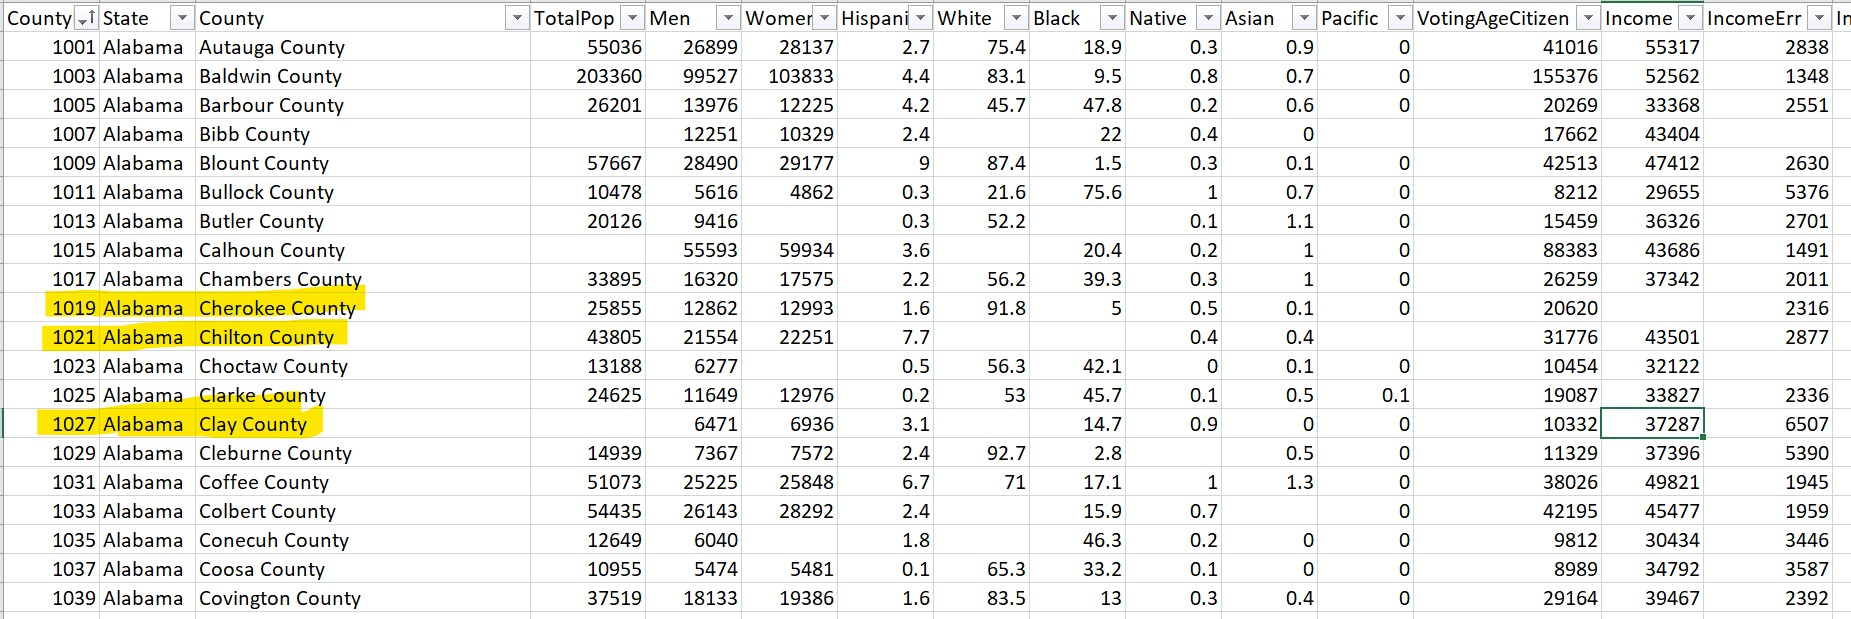 County State County TotalPop Men Women Hispani White Black Native Asian Pacific VotingAgeCitizen Income IncomeErr In
1001 Alabama Autauga County 55036 26899 28137 2.7 75.4 18.9 0.3 0.9 0 41016 55317 2838
1003 Alabama Baldwin County 203360 99527 103833 4.4 83.1 9.5 0.8 0.7 0 155376 52562 1348
1005 Alabama Barbour County 26201 13976 12225 4.2 45.7 47.8 0.2 0.6 0 20269 33368 2551
1007 Alabama Bibb County 12251 10329 2.4 22 0.4 0 17662 43404
1009 Alabama Blount County 57667 28490 29177 9 87.4 1.5 0.3 0.1 0 42513 47412 2630
1011 Alabama Bullock County 10478 5616 4862 0.3 21.6 75.6 1 0.7 0 8212 29655 5376
1013 Alabama Butler County 20126 9416 0.3 52.2 0.1 1.1 0 15459 36326 2701
1015 Alabama Calhoun County 55593 59934 3.6 20.4 0.2 1 0 88383 43686 1491
1017 Alabama Chambers County 33895 16320 17575 2.2 56.2 39.3 0.3 1 0 26259 37342 2011
1019 Alabama Cherokee County 25855 12862 12993 1.6 91.8 5 0.5 0.1 0 20620 2316
1021 Alabama Chilton County 43805 21554 22251 7.7 0.4 0.4 31776 43501 2877
1023 Alabama Choctaw County 13188 6277 0.5 56.3 42.1 0 0.1 0 10454 32122
1025 Alabama Clarke County 24625 11649 12976 0.2 53 45.7 0.1 0.5 0.1 19087 33827 2336
1027 Alabama Clay County 6471 6936 3.1 14.7 0.9 0 0 10332 37287 6507
1029 Alabama Cleburne County 14939 7367 7572 2.4 92.7 2.8 0.5 0 11329 37396 5390
1031 Alabama Coffee County 51073 25225 25848 6.7 71 17.1 1 1.3 0 38026 49821 1945
1033 Alabama Colbert County 54435 26143 28292 2.4 15.9 0.7 0 42195 45477 1959
1035 Alabama Conecuh County 12649 6040 1.8 46.3 0.2 0 0 9812 30434 3446
1037 Alabama Coosa County 10955 5474 5481 0.1 65.3 33.2 0.1 0 0 8989 34792 3587
1039 Alabama Covington County 37519 18133 19386 1.6 83.5 13 0.3 0.4 0 29164 39467 2392